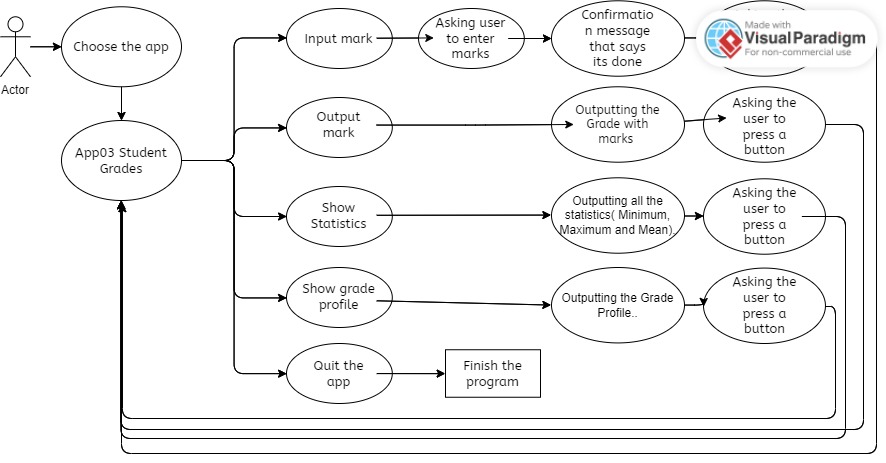 Actor
Choose the app
App03 Student
Grades
Input mark
Asking user
to enter
marks
Confirmatio
n message
that says
its done
Made with
VisualParadigm
For non-commercial use
Output
mark
Outputting the
Grade with
marks
Asking the
user to
press a
button
Show
Statistics
Outputting all the
statistics( Minimum,
Maximum and Mean).
Asking the
user to
press a
button
Show grade
profile
Outputting the Grade
Profile..
Asking the
user to
press a
button
Quit the
app
Finish the
program